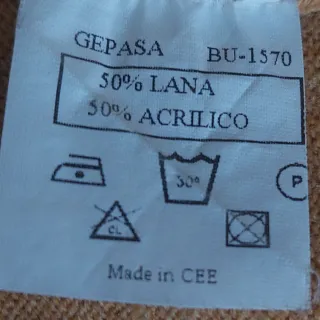 GEPASA BU-1570
50% LANA
50% ACRILICO
30° P
CL
Made in CEE